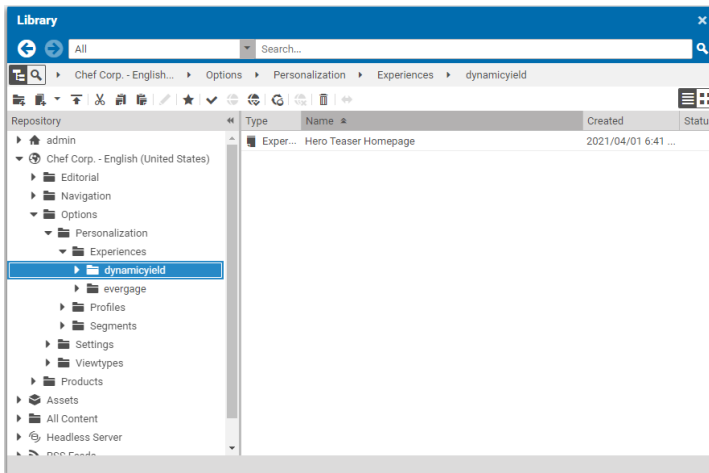 Library
All
Search...
Chef Corp. - English... Options Personalization Experiences dynamicyield
Repository
Type Name Created Statu
admin
Exper... Hero Teaser Homepage 2021/04/01 6:41 ...
Chef Corp. - English (United States)
Editorial
Navigation
Options
Personalization
Experiences
dynamicyield
evergage
Profiles
Segments
Settings
Viewtypes
Products
Assets
All Content
Headless Server
RSS Feeds